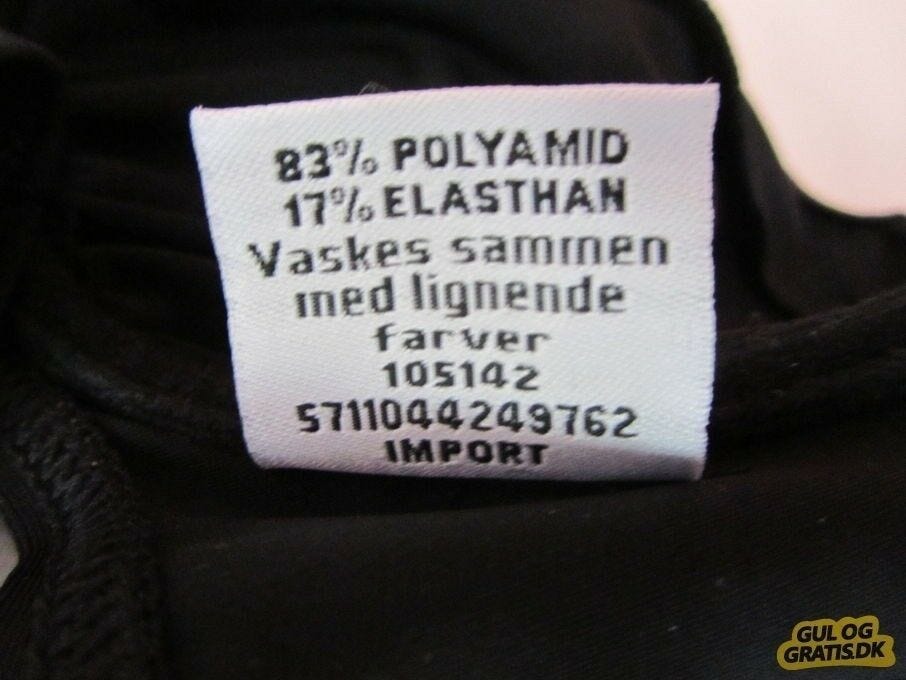 83% POLYAMID
17% ELASTHAN
Vaskes sammen
med lignende
farver
105142
5711044249762
IMPORT
GUL OG
GRATIS.DK